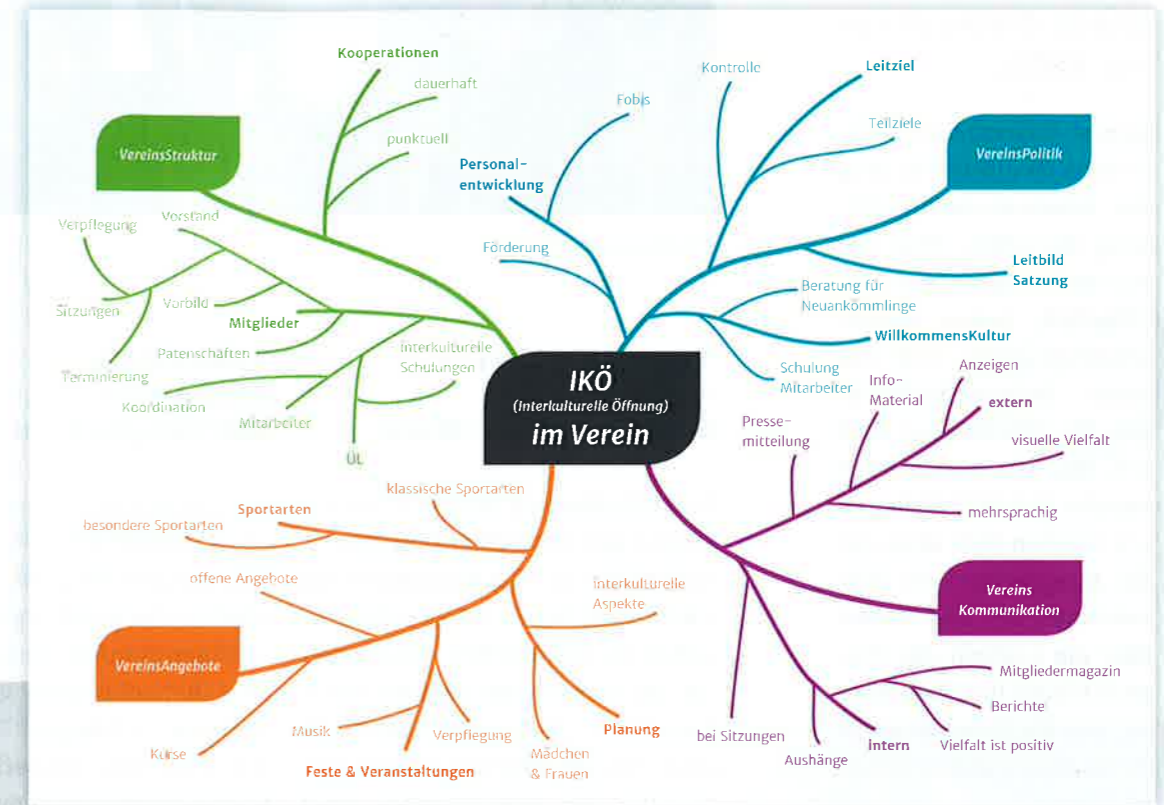 Kooperationen
dauerhaft
punktuell
VereinsStruktur
Vorstand
Verpflegung
Sitzungen
Vorbild
Mitglieder
Patenschaften
Terminierung
Koordination
Mitarbeiter
interkulturelle
Schulungen
ÜL
Fobis
Personal-
entwicklung
Förderung
Kontrolle
Leitziel
Teilziele
VereinsPolitik
Leitbild
Satzung
Beratung für
Neuankömmlinge
WillkommensKultur
Schulung
Mitarbeiter
IKÖ
(Interkulturelle Öffnung)
im Verein
Anzeigen
Info-
Material
extern
Presse-
mitteilung
visuelle Vielfalt
mehrsprachig
Vereins
Kommunikation
Mitgliedermagazin
Berichte
bei Sitzungen
Aushänge
intern
Vielfalt ist positiv
klassische Sportarten
Sportarten
besondere Sportarten
offene Angebote
interkulturelle
Aspekte
VereinsAngebote
Kurse
Musik
Verpflegung
Feste & Veranstaltungen
Planung
Mädchen
& Frauen